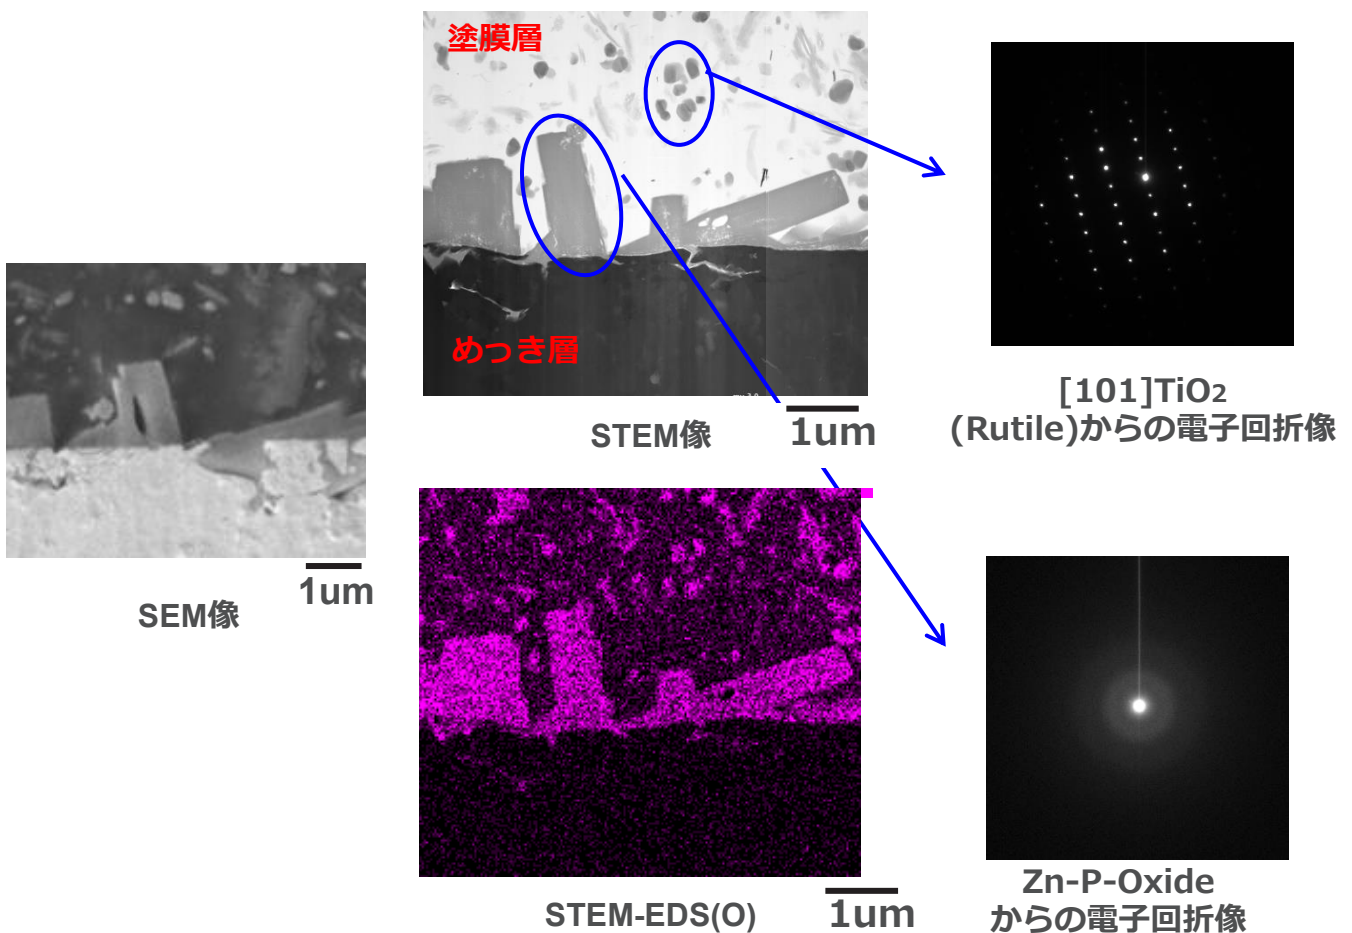 塗膜層
めっき層
STEM像
1um
[101]TiO2
(Rutile)からの電子回折像
SEM像
1um
STEM-EDS(O)
1um
Zn-P-Oxide
からの電子回折像